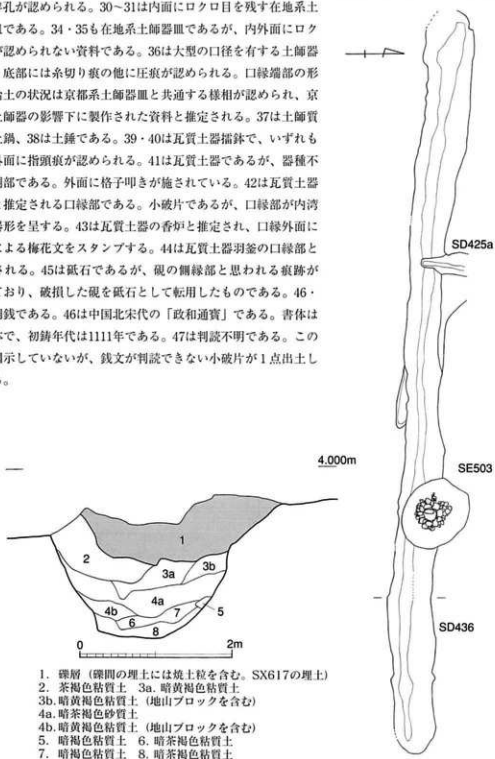 孔が認められる。30〜31は内面にロクロ目を残す在地系土
である。34・35も在地系土師器皿であるが、内外面にロク
が認められない資料である。36は大型の口径を有する土師器
底部には糸切り痕の他に圧痕が認められる。口縁端部の形
土の状況は京都系土師器皿と共通する様相が認められ、京
土師器の影響下に製作された資料と推定される。37は土師質
鍋、38は土錘である。39・40は瓦質土器擂鉢で、いずれも
外面に指頭痕が認められる。41は瓦質土器であるが、器種不
部である。外面に格子叩きが施されている。42は瓦質土器
推定される口縁部である。小破片であるが、口縁部が内湾
形を呈する。43は瓦質土器の香炉と推定され、口縁外面に
よる梅花文をスタンプする。44は瓦質土器羽釜の口縁部と
される。45は砥石であるが、硯の側縁部と思われる痕跡が
ており、破損した硯を砥石として転用したものである。46・
銭である。46は中国北宋代の「政和通寳」である。書体は
で、初鋳年代は1111年である。47は判読不明である。この
図示していないが、銭文が判読できない小破片が1点出土し
。
SD425a
SE503
SD436
4.000m
1
2
3a
3b
4a
4b
5
6
7
8
0
2m
1. 礫層（礫間の埋土には焼土粒を含む。SX617の埋土）
2. 茶褐色粘質土 3a. 暗黄褐色粘質土
3b. 暗黄褐色粘質土（地山ブロックを含む）
4a. 暗茶褐色砂質土
4b. 暗黄褐色粘質土（地山ブロックを含む）
5. 暗褐色粘質土 6. 暗茶褐色粘質土
7. 暗褐色粘質土 8. 暗茶褐色粘質土